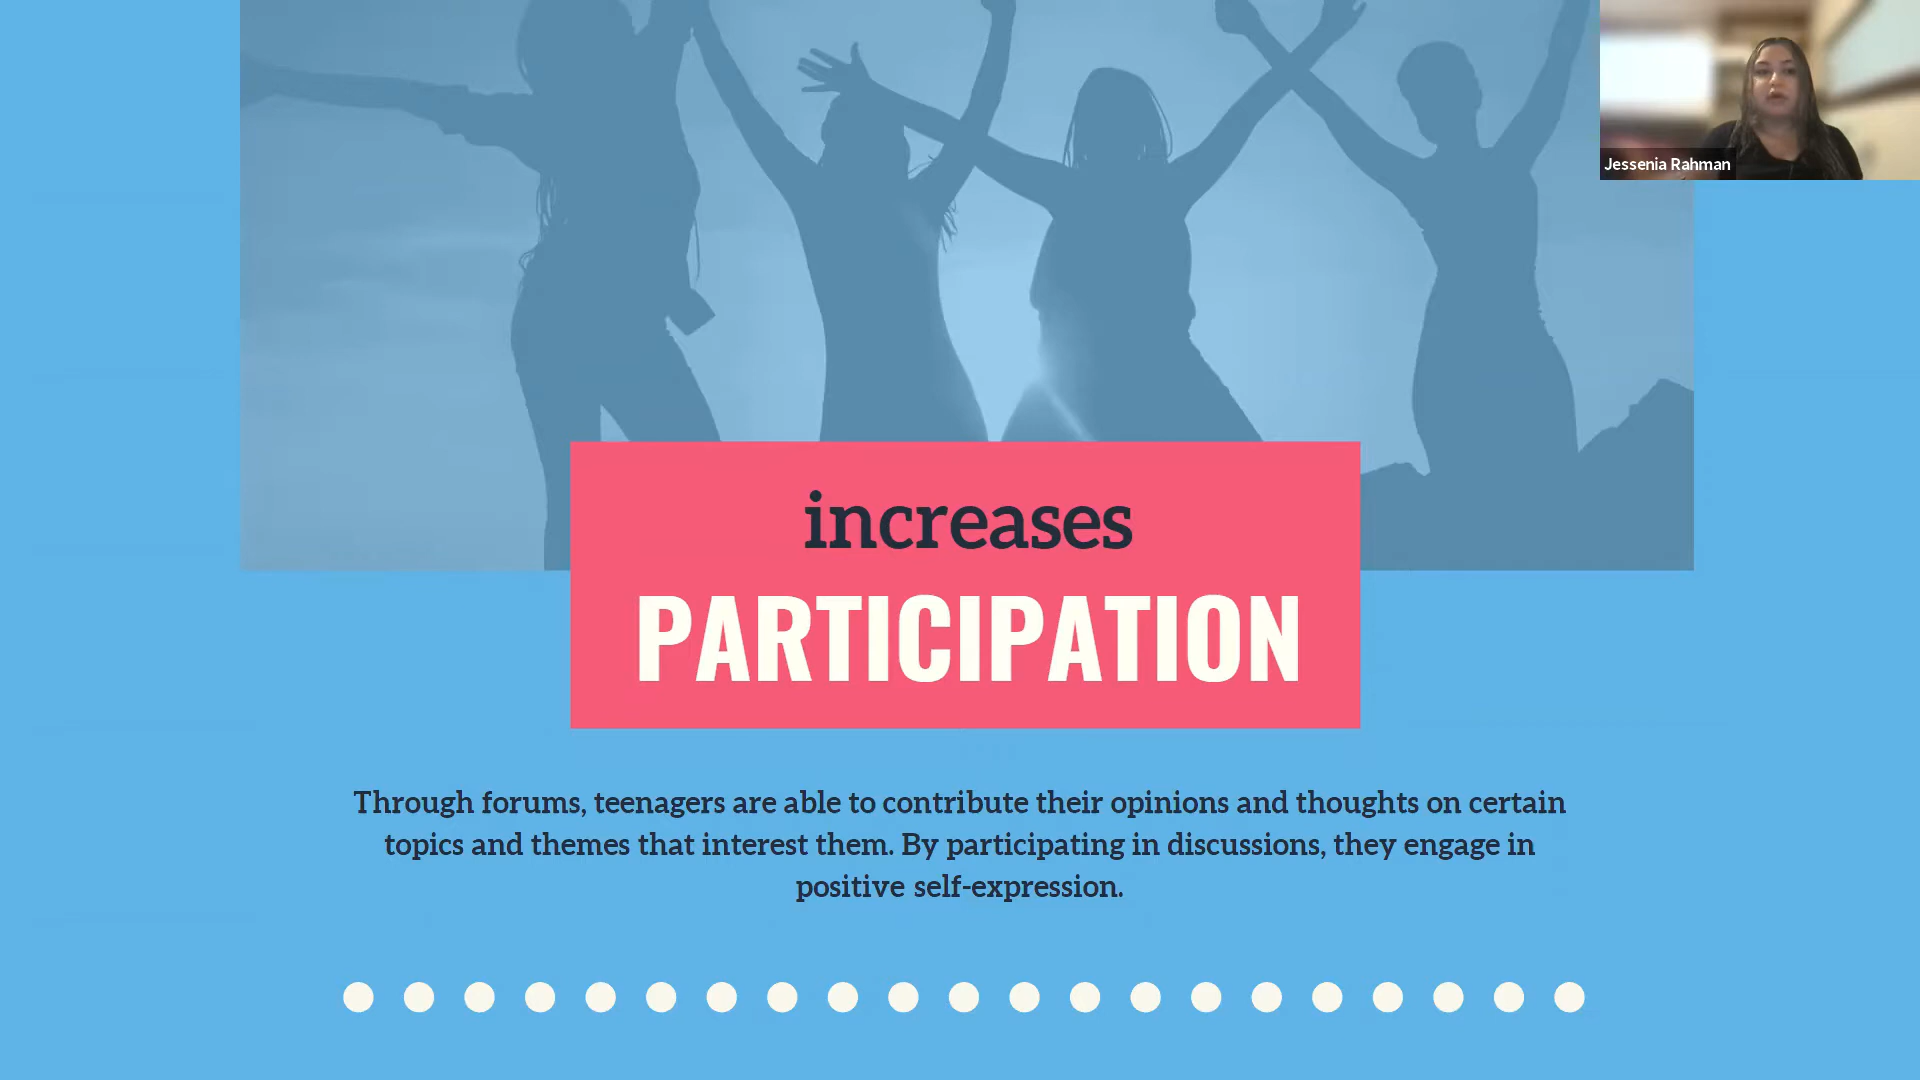 Jessenia Rahman
increases
PARTICIPATION
Through forums, teenagers are able to contribute their opinions and thoughts on certain
topics and themes that interest them. By participating in discussions, they engage in
positive self-expression.